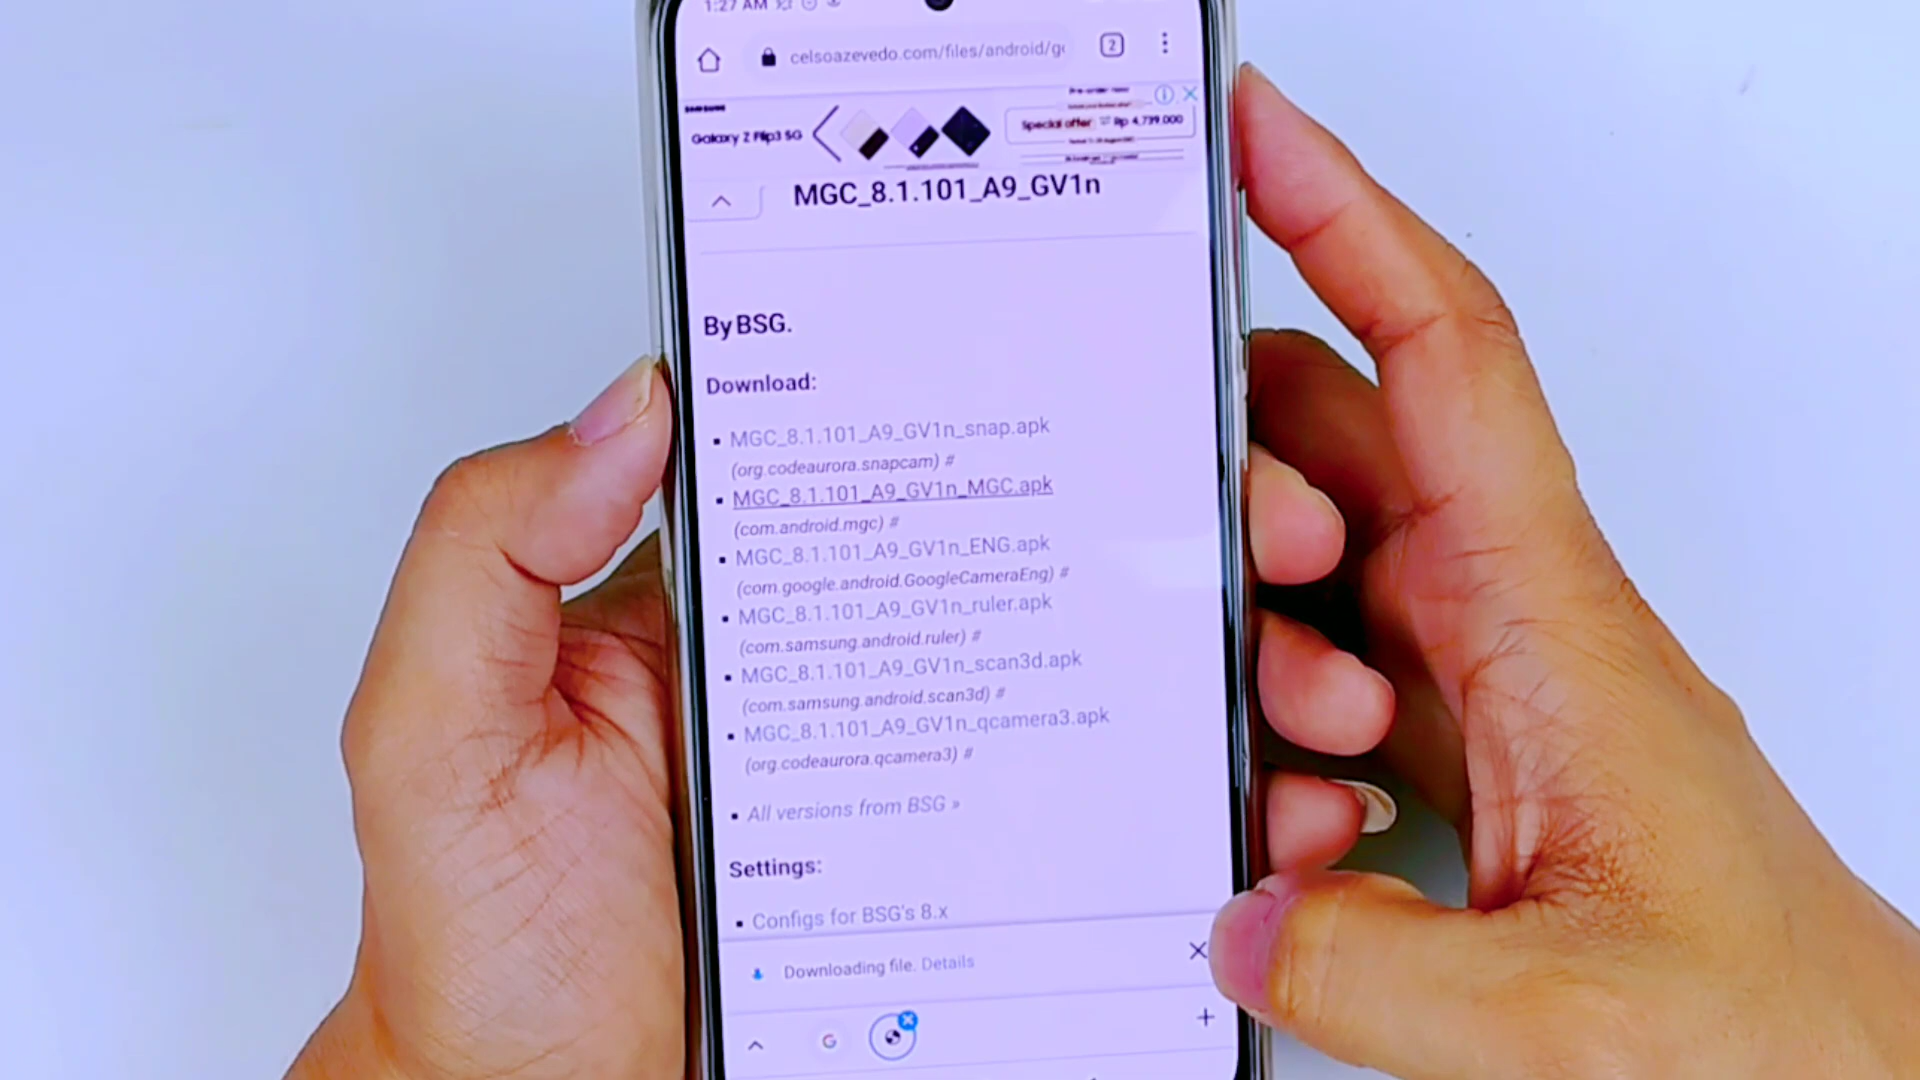 1:27 AM
celsoazevedo.com/files/android/g
2
SAMSUNG
Galaxy Z Flip3 5G
Special offer Rp 4,739.000
MGC_8.1.101_A9_GV1n
By BSG.
Download:
MGC_8.1.101_A9_GV1n_snap.apk
(org.codeaurora.snapcam) #
MGC_8.1.101_A9_GV1n_MGC.apk
(com.android.mgc) #
MGC_8.1.101_A9_GV1n_ENG.apk
(com.google.android.GoogleCameraEng) #
MGC_8.1.101_A9_GV1n_ruler.apk
(com.samsung.android.ruler) #
MGC_8.1.101_A9_GV1n_scan3d.apk
(com.samsung.android.scan3d) #
MGC_8.1.101_A9_GV1n_qcamera3.apk
(org.codeaurora.qcamera3) #
All versions from BSG »
Settings:
Configs for BSG's 8.x
Downloading file. Details
G